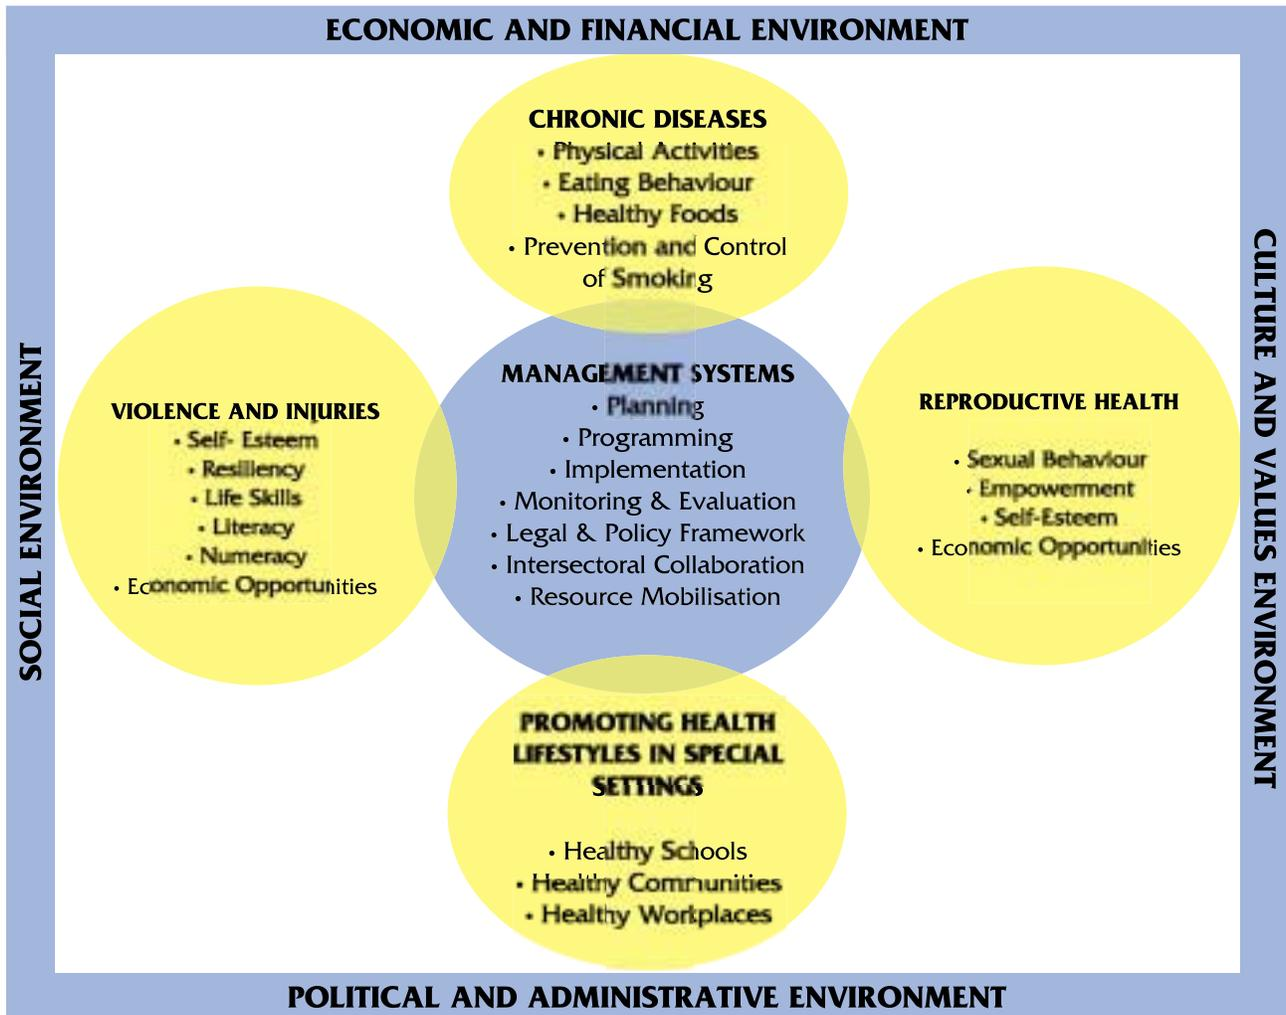 ECONOMIC AND FINANCIAL ENVIRONMENT
CHRONIC DISEASES
• Physical Activities
• Eating Behaviour
• Healthy Foods
• Prevention and Control
of Smoking
SOCIAL ENVIRONMENT
VIOLENCE AND INJURIES
• Self- Esteem
• Resiliency
• Life Skills
• Literacy
• Numeracy
• Economic Opportunities
MANAGEMENT SYSTEMS
• Planning
• Programming
• Implementation
• Monitoring & Evaluation
• Legal & Policy Framework
• Intersectoral Collaboration
• Resource Mobilisation
REPRODUCTIVE HEALTH
• Sexual Behaviour
• Empowerment
• Self-Esteem
• Economic Opportunities
CULTURE AND VALUES ENVIRONMENT
PROMOTING HEALTH
LIFESTYLES IN SPECIAL
SETTINGS
• Healthy Schools
• Healthy Communities
• Healthy Workplaces
POLITICAL AND ADMINISTRATIVE ENVIRONMENT